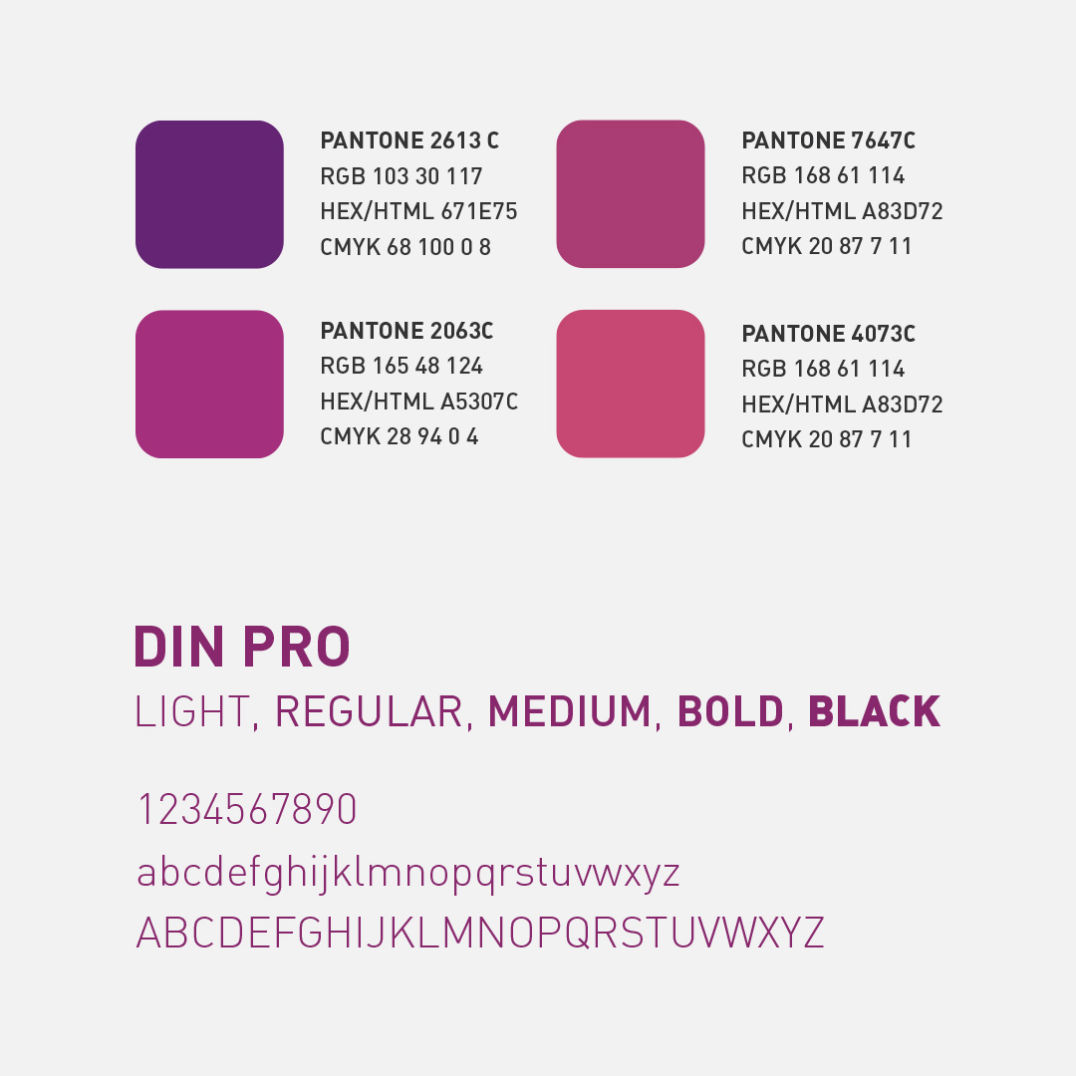 PANTONE 2613 C
RGB 103 30 117
HEX/HTML 671E75
CMYK 68 100 0 8
PANTONE 7647C
RGB 168 61 114
HEX/HTML A83D72
CMYK 20 87 7 11
PANTONE 2063C
RGB 165 48 124
HEX/HTML A5307C
CMYK 28 94 0 4
PANTONE 4073C
RGB 168 61 114
HEX/HTML A83D72
CMYK 20 87 7 11
DIN PRO
LIGHT, REGULAR, MEDIUM, BOLD, BLACK
1234567890
abcdefghijklmnopqrstuvwxyz
ABCDEFGHIJKLMNOPQRSTUVWXYZ